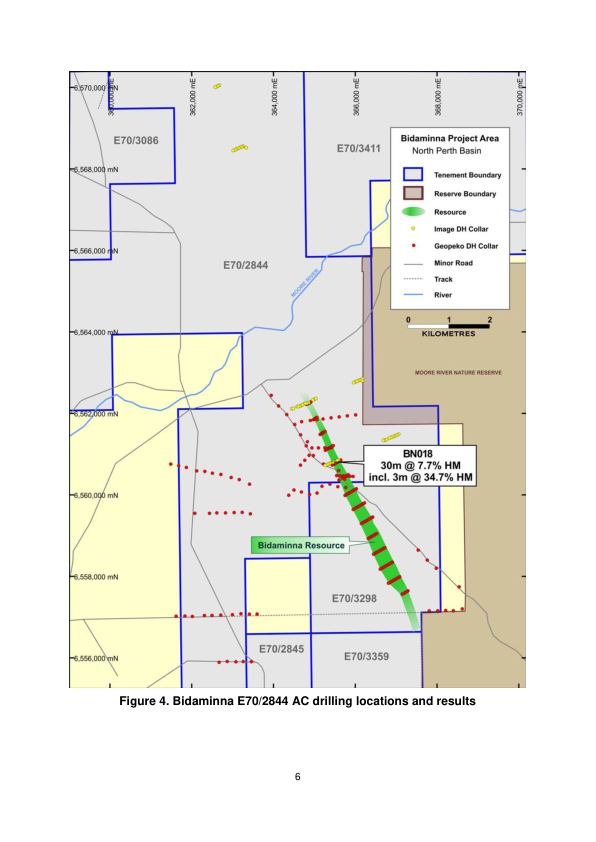 6,570,000 mN
360,000 mE
362,000 mE
364,000 mE
366,000 mE
368,000 mE
370,000 mE
E70/3086
E70/3411
Bidaminna Project Area
North Perth Basin
Tenement Boundary
Reserve Boundary
Resource
Image DH Collar
Geopeko DH Collar
Minor Road
Track
River
0 1 2
KILOMETRES
6,568,000 mN
6,566,000 mN
E70/2844
MOORE RIVER
6,564,000 mN
MOORE RIVER NATURE RESERVE
6,562,000 mN
BN018
30m @ 7.7% HM
incl. 3m @ 34.7% HM
6,560,000 mN
Bidaminna Resource
6,558,000 mN
E70/3298
E70/2845
E70/3359
6,556,000 mN
Figure 4. Bidaminna E70/2844 AC drilling locations and results
6